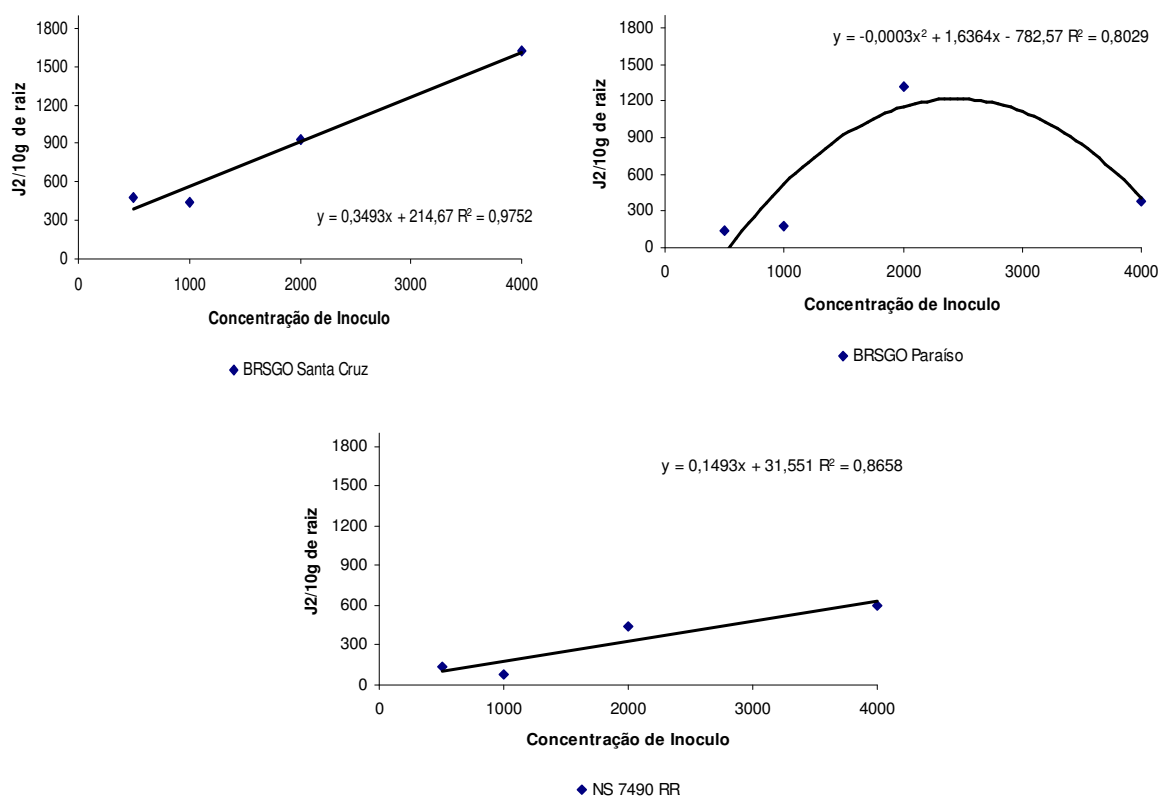 J2/10g de raiz
1800
1500
1200
900
600
300
0
y = 0,3493x + 214,67 R² = 0,9752
0 1000 2000 3000 4000
Concentração de Inoculo
BRSGO Santa Cruz
J2/10g de raiz
1800
1500
1200
900
600
300
0
y = -0,0003x² + 1,6364x - 782,57 R² = 0,8029
0 1000 2000 3000 4000
Concentração de Inoculo
BRSGO Paraíso
J2/10g de raiz
1800
1500
1200
900
600
300
0
y = 0,1493x + 31,551 R² = 0,8658
0 1000 2000 3000 4000
Concentração de Inoculo
NS 7490 RR